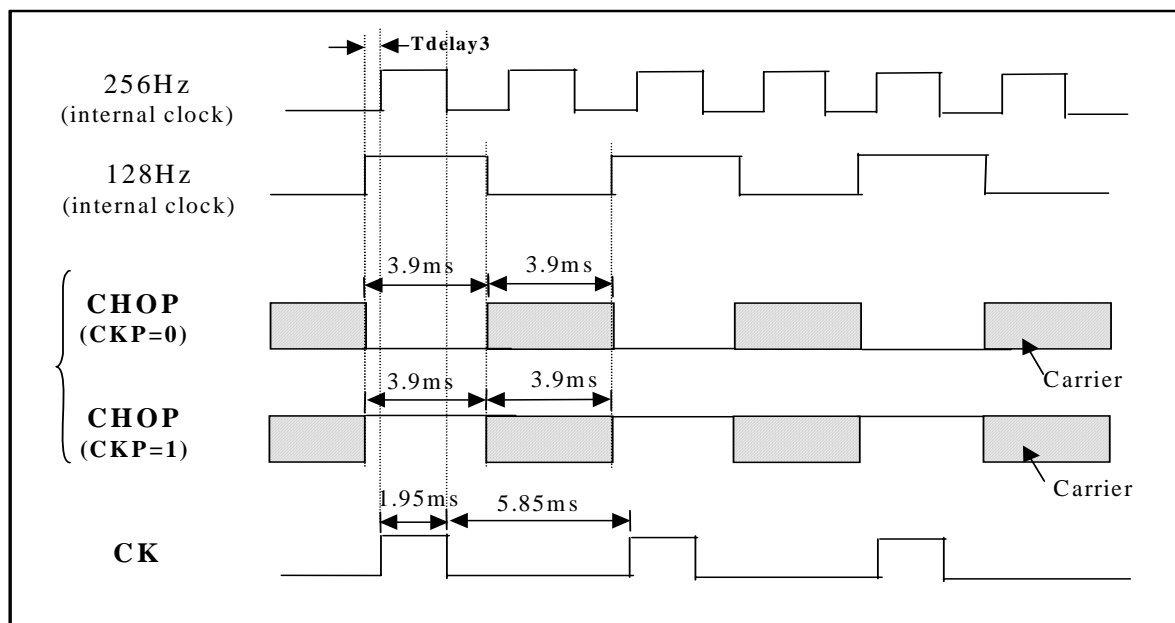 Tdelay3
256Hz
(internal clock)
128Hz
(internal clock)
3.9ms 3.9ms
CHOP
(CKP=0)
Carrier
3.9ms 3.9ms
CHOP
(CKP=1)
Carrier
1.95ms 5.85ms
CK